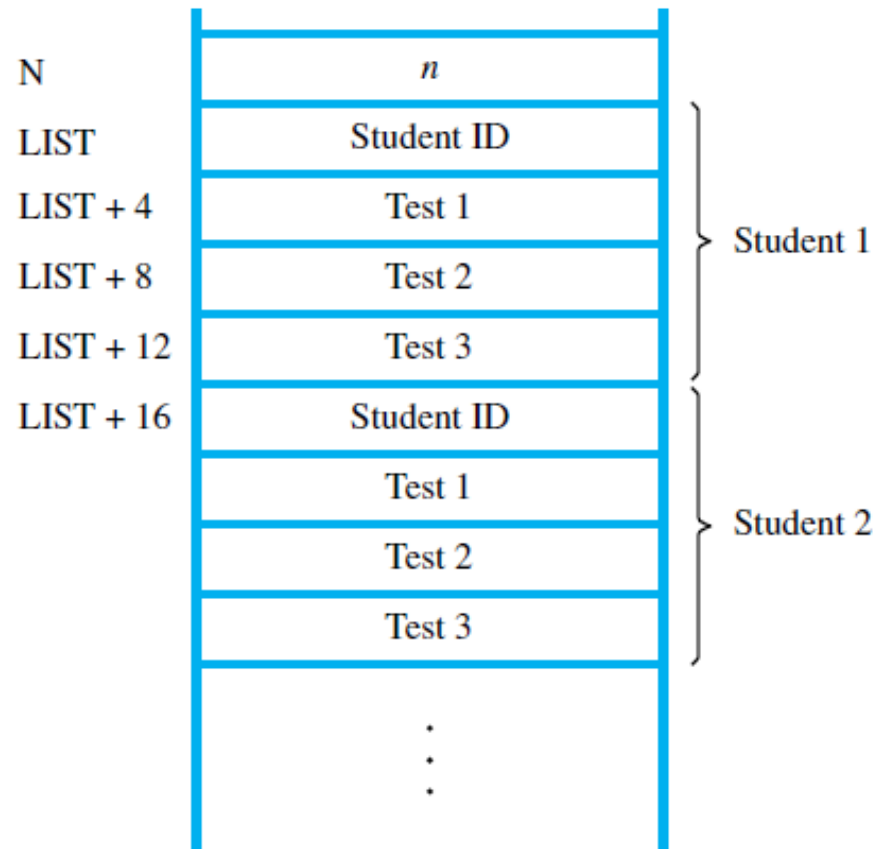 N
n
LIST
Student ID
LIST + 4
Test 1
Student 1
LIST + 8
Test 2
LIST + 12
Test 3
LIST + 16
Student ID
Test 1
Student 2
Test 2
Test 3